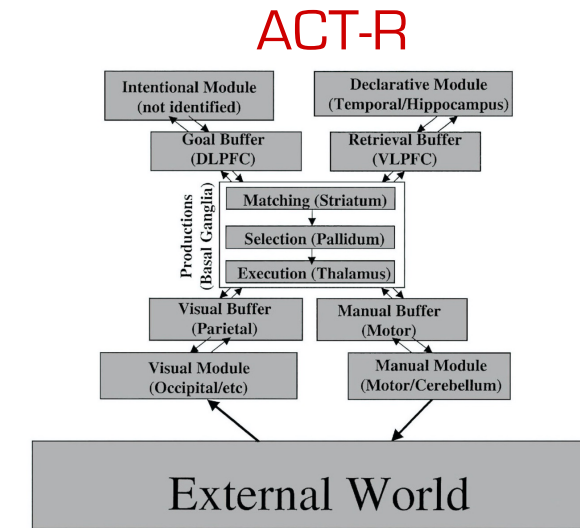 ACT-R
Intentional Module
(not identified)
Declarative Module
(Temporal/Hippocampus)
Goal Buffer
(DLPFC)
Retrieval Buffer
(VLPFC)
Productions
(Basal Ganglia)
Matching (Striatum)
Selection (Pallidum)
Execution (Thalamus)
Visual Buffer
(Parietal)
Manual Buffer
(Motor)
Visual Module
(Occipital/etc)
Manual Module
(Motor/Cerebellum)
External World